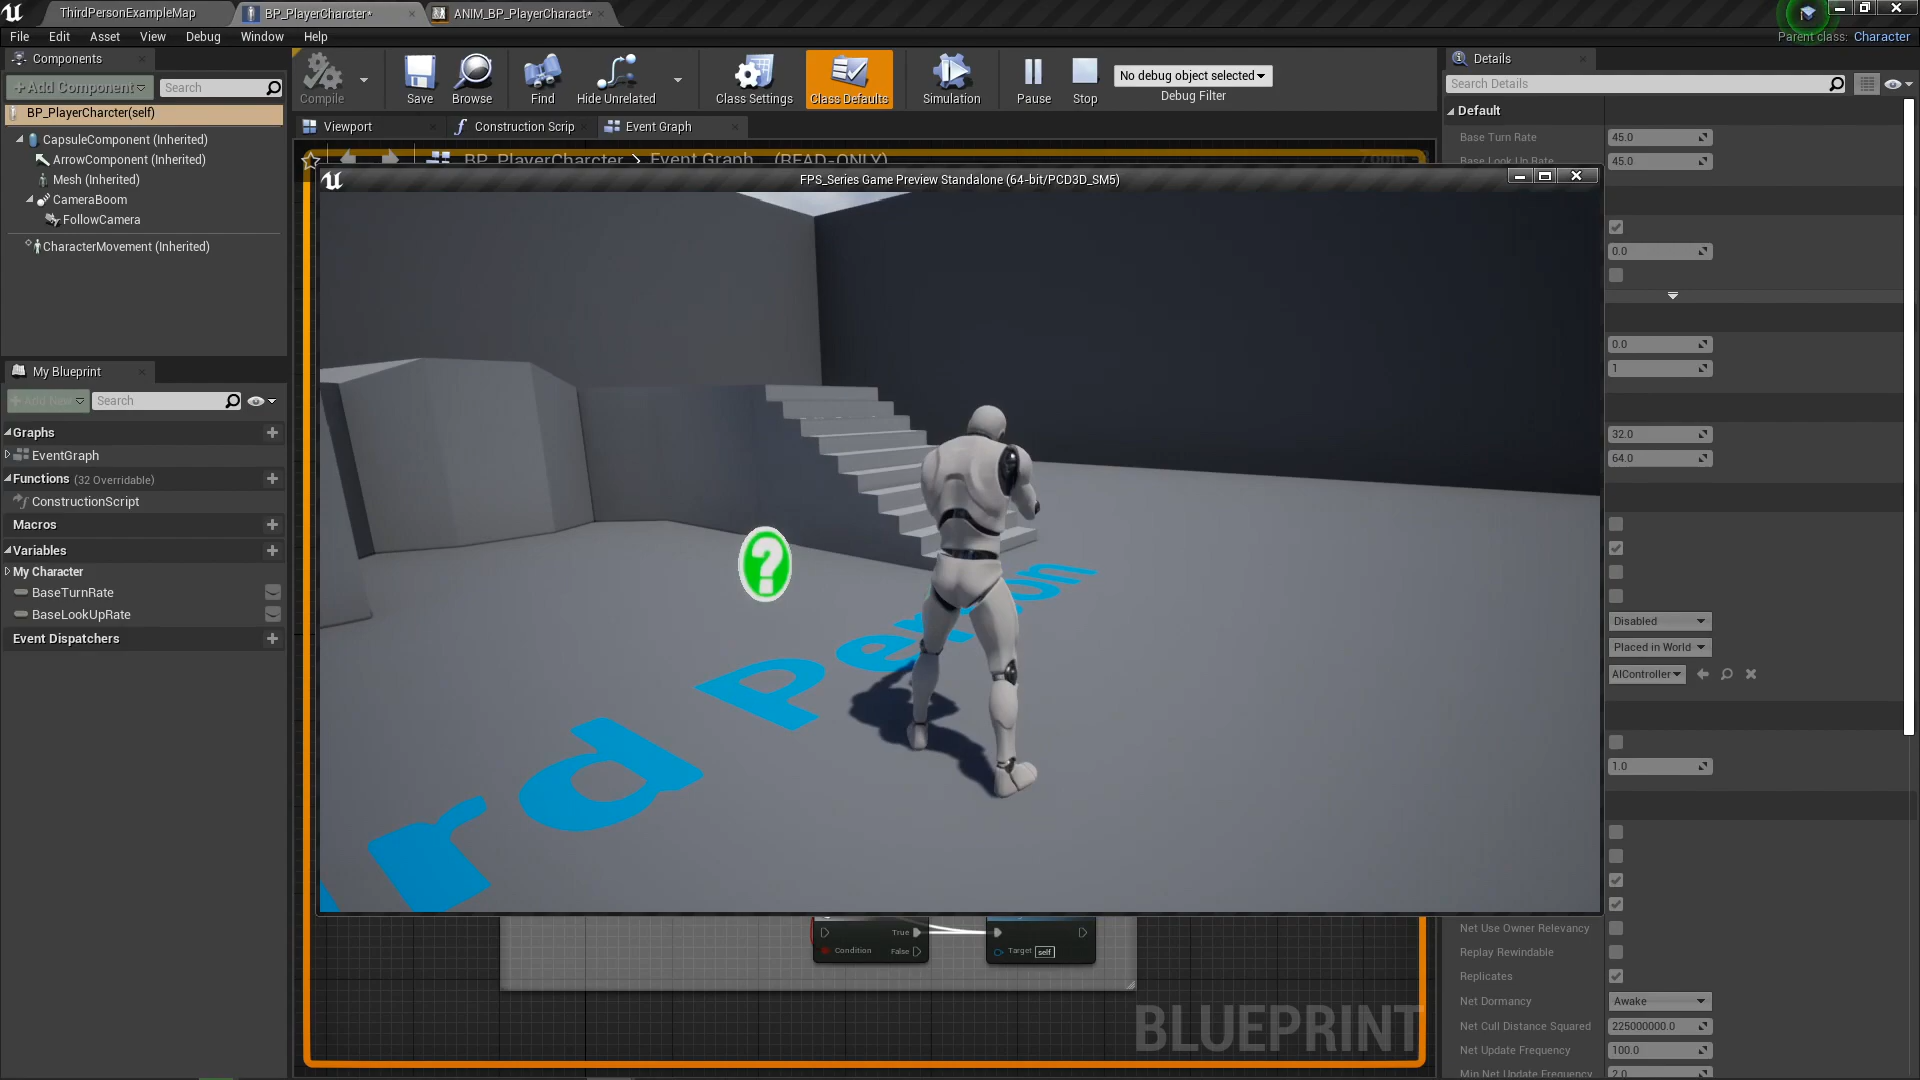 ThirdPersonExampleMap
BP_PlayerCharcter*
ANIM_BP_PlayerCharact*
File Edit Asset View Debug Window Help
Parent class: Character
Components
+Add Component
Search
BP_PlayerCharcter(self)
CapsuleComponent (Inherited)
ArrowComponent (Inherited)
Mesh (Inherited)
CameraBoom
FollowCamera
CharacterMovement (Inherited)
My Blueprint
+ Add New
Search
Graphs
EventGraph
Functions (32 Overridable)
ConstructionScript
Macros
Variables
My Character
BaseTurnRate
BaseLookUpRate
Event Dispatchers
Compile
Save
Browse
Find
Hide Unrelated
Class Settings
Class Defaults
Simulation
Pause
Stop
No debug object selected
Debug Filter
Viewport
Construction Scrip
Event Graph
BP_PlayerCharcter > Event Graph (READ-ONLY)
FPS_Series Game Preview Standalone (64-bit/PCD3D_SM5)
?
rd Person
True
Condition False
Target self
BLUEPRINT
Details
Search Details
Default
Base Turn Rate 45.0
Base Look Up Rate 45.0
0.0
0.0
1
32.0
64.0
Disabled
Placed in World
AIController
1.0
Net Use Owner Relevancy
Replay Rewindable
Replicates
Net Dormancy Awake
Net Cull Distance Squared 225000000.0
Net Update Frequency 100.0
Min Net Update Frequency 2.0